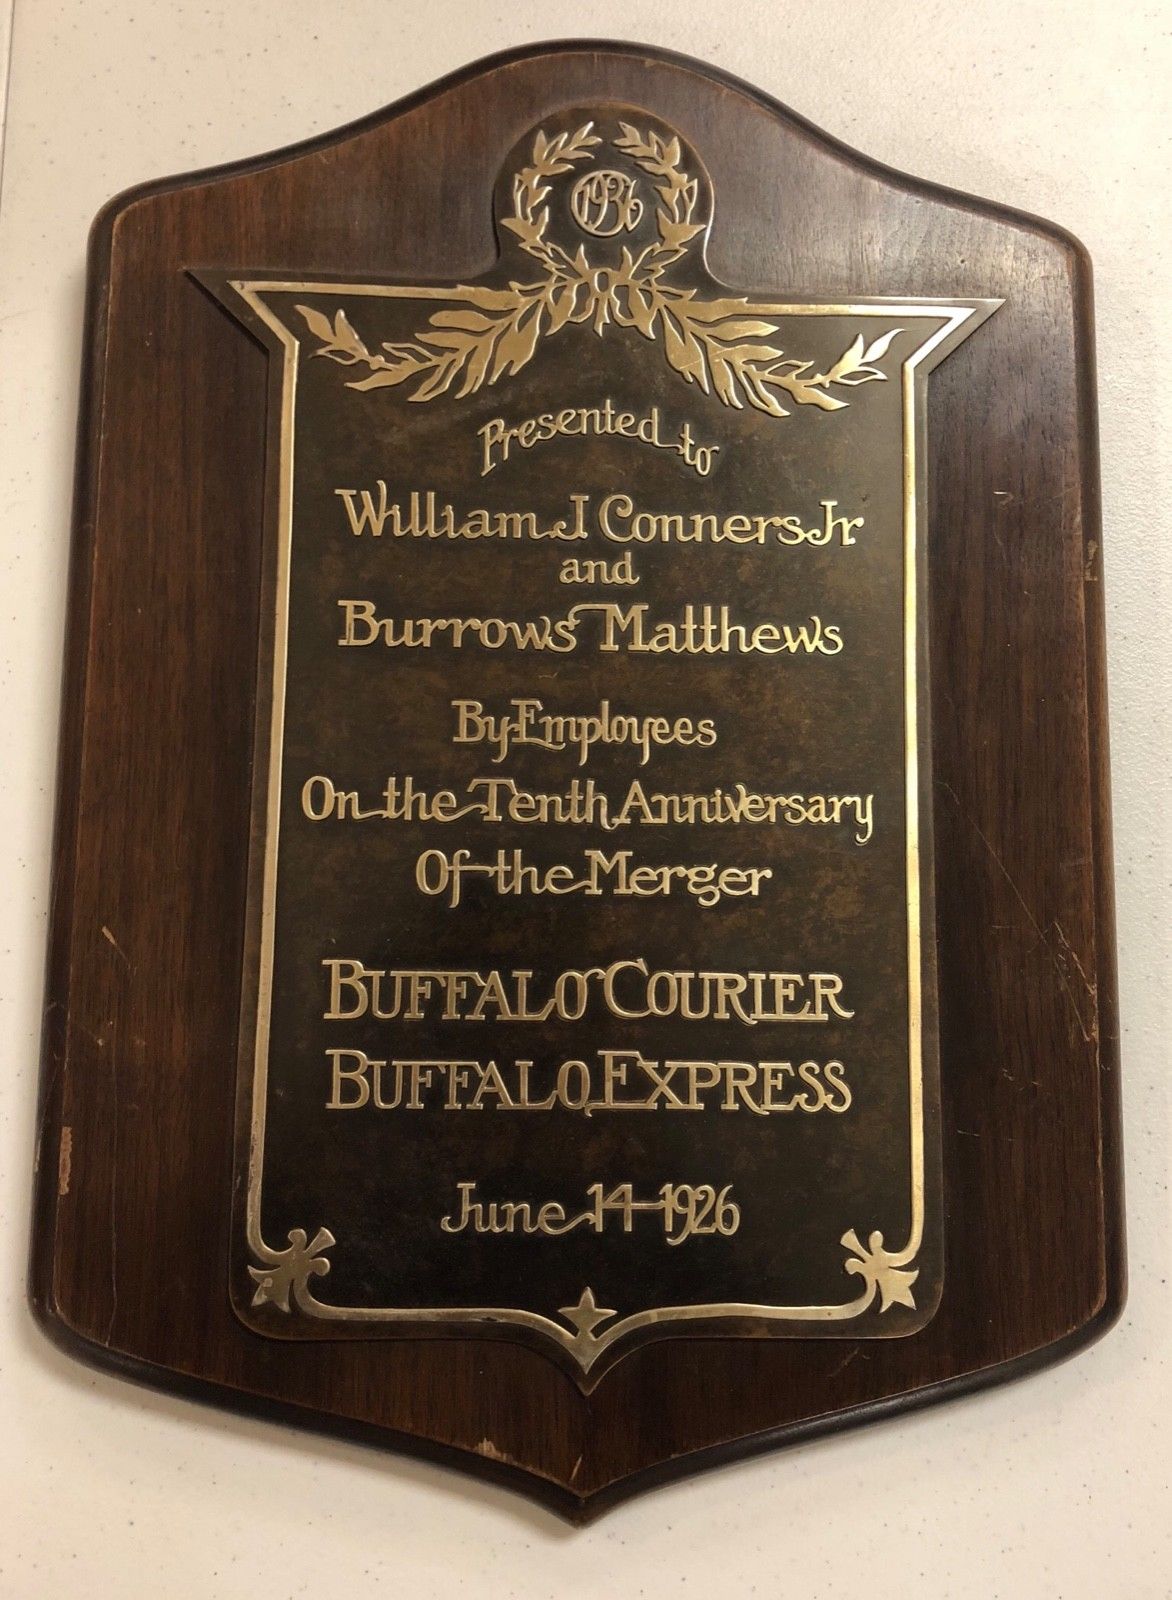 1936
Presented to
William J Conners Jr
and
Burrows Matthews
By Employees
On the Tenth Anniversary
Of the Merger
BUFFALO COURIER
BUFFALO EXPRESS
June 14-1926